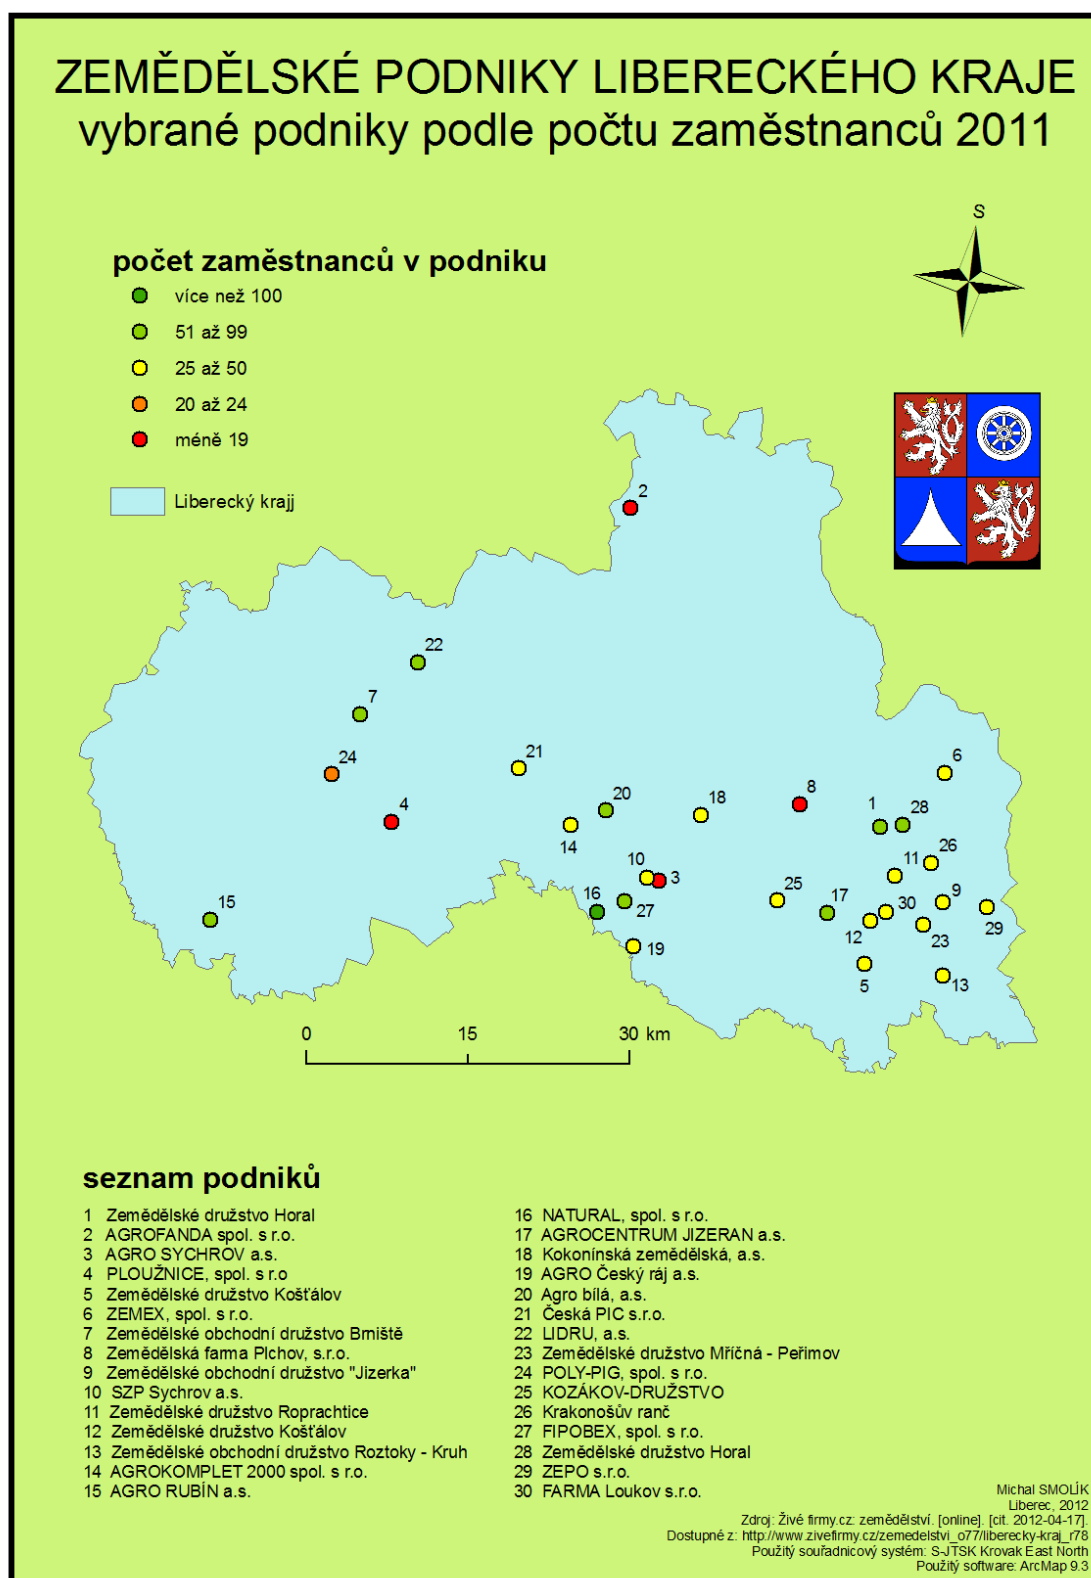 ZEMĚDĚLSKÉ PODNIKY LIBERECKÉHO KRAJE
vybrané podniky podle počtu zaměstnanců 2011
S
počet zaměstnanců v podniku
více než 100
51 až 99
25 až 50
20 až 24
méně 19
Liberecký krajj
2
22
7
24
21
4
6
20
18
8
1
28
14
26
10
3
11
15
16
27
25
17
30
9
29
12
23
19
5
13
0 15 30 km
seznam podniků
1 Zemědělské družstvo Horal
2 AGROFANDA spol. s r.o.
3 AGRO SYCHROV a.s.
4 PLOUŽNICE, spol. s r.o
5 Zemědělské družstvo Košťálov
6 ZEMEX, spol. s r.o.
7 Zemědělské obchodní družstvo Brniště
8 Zemědělská farma Plchov, s.r.o.
9 Zemědělské obchodní družstvo "Jizerka"
10 SZP Sychrov a.s.
11 Zemědělské družstvo Roprachtice
12 Zemědělské družstvo Košťálov
13 Zemědělské obchodní družstvo Roztoky - Kruh
14 AGROKOMPLET 2000 spol. s r.o.
15 AGRO RUBÍN a.s.
16 NATURAL, spol. s r.o.
17 AGROCENTRUM JIZERAN a.s.
18 Kokonínská zemědělská, a.s.
19 AGRO Český ráj a.s.
20 Agro bílá, a.s.
21 Česká PIC s.r.o.
22 LIDRU, a.s.
23 Zemědělské družstvo Mříčná - Peřimov
24 POLY-PIG, spol. s r.o.
25 KOZÁKOV-DRUŽSTVO
26 Krakonošův ranč
27 FIPOBEX, spol. s r.o.
28 Zemědělské družstvo Horal
29 ZEPO s.r.o.
30 FARMA Loukov s.r.o.
Michal SMOLÍK
Liberec, 2012
Zdroj: Živé firmy.cz: zemědělství. [online]. [cit. 2012-04-17].
Dostupné z: http://www.zivefirmy.cz/zemedelstvi_o77/liberecky-kraj_r78
Použitý souřadnicový systém: S-JTSK Krovak East North
Použitý software: ArcMap 9.3